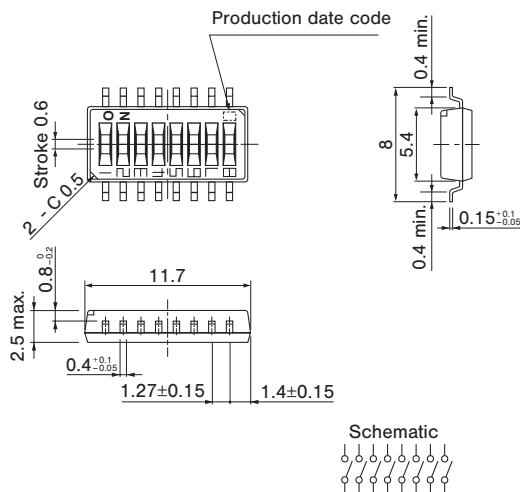 Production date code
ON
Stroke 0.6
2 - C 0.5
0.4 min.
8
5.4
0.4 min.
0.15 +0.1 -0.05
0.8 0 -0.2
11.7
2.5 max.
0.4 +0.1 -0.05
1.27±0.15
1.4±0.15
Schematic